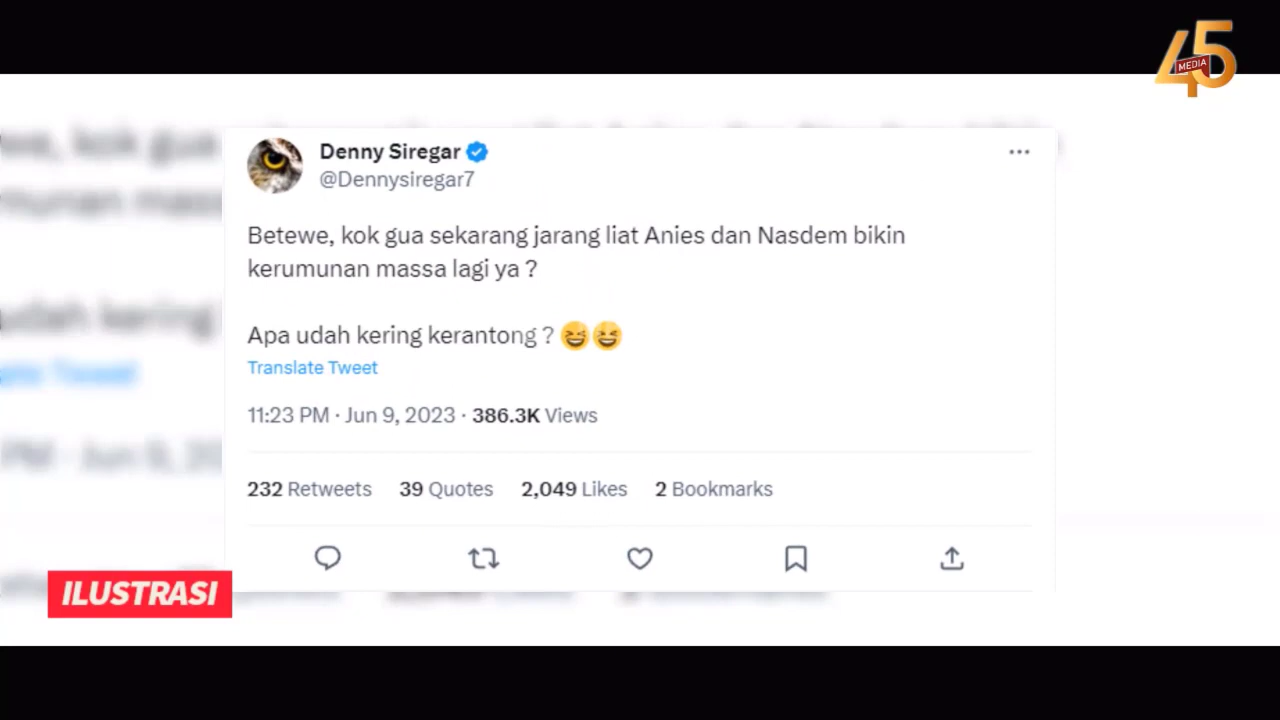 45
MEDIA
Denny Siregar
@Dennysiregar7
Betewe, kok gua sekarang jarang liat Anies dan Nasdem bikin
kerumunan massa lagi ya ?
Apa udah kering kerantong ? 😆😆
Translate Tweet
11:23 PM · Jun 9, 2023 · 386.3K Views
232 Retweets 39 Quotes 2,049 Likes 2 Bookmarks
ILUSTRASI